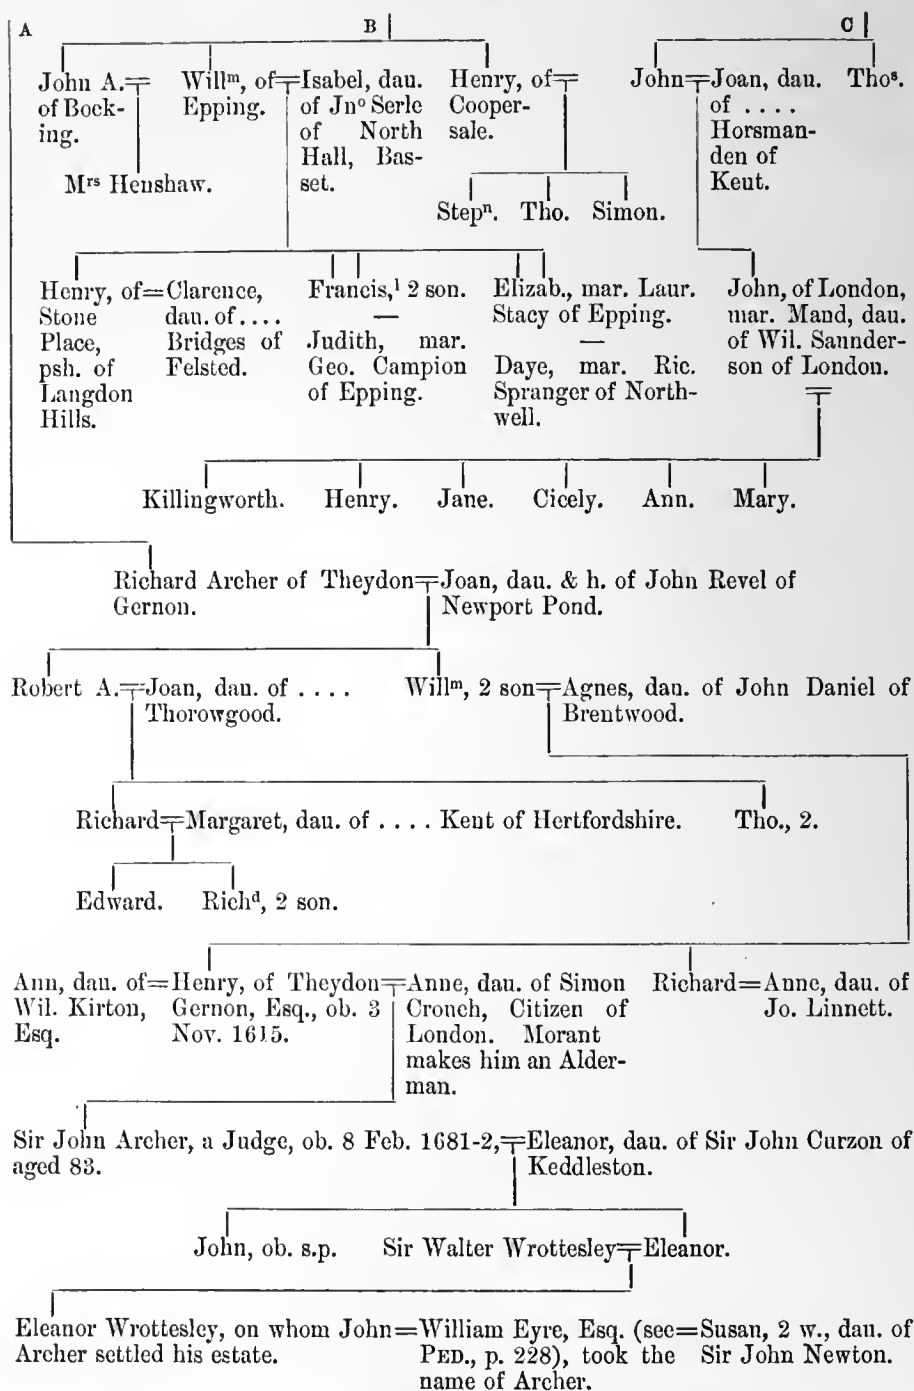 A
B
C
John A.
of Bock-
ing.
Willm, of
Epping.
Isabel, dau.
of Jno Serle
of North
Hall, Bas-
set.
Henry, of
Cooper-
sale.
John
Joan, dau.
of . . . .
Horsman-
den of
Keut.
Thos.
Mrs Henshaw.
Stepn. Tho. Simon.
Henry, of=
Stone
Place,
psh. of
Langdon
Hills.
Clarence,
dau. of . . . .
Bridges of
Felsted.
Francis,1 2 son.
—
Judith, mar.
Geo. Campion
of Epping.
Elizab., mar. Laur.
Stacy of Epping.
—
Daye, mar. Ric.
Spranger of North-
well.
John, of London,
mar. Mand, dau.
of Wil. Saunder-
son of London.
Killingworth. Henry. Jane. Cicely. Ann. Mary.
Richard Archer of Theydon
Gernon.
Joan, dau. & h. of John Revel of
Newport Pond.
Robert A.
Joan, dau. of . . . .
Thorowgood.
Willm, 2 son
Agnes, dau. of John Daniel of
Brentwood.
Richard
Margaret, dau. of . . . . Kent of Hertfordshire.
Tho., 2.
Edward. Richd, 2 son.
Ann, dau. of=
Wil. Kirton,
Esq.
Henry, of Theydon
Gernon, Esq., ob. 3
Nov. 1615.
Anne, dau. of Simon
Crouch, Citizen of
London. Morant
makes him an Alder-
man.
Richard=
Anne, dau. of
Jo. Linnett.
Sir John Archer, a Judge, ob. 8 Feb. 1681-2,
aged 83.
Eleanor, dau. of Sir John Curzon of
Keddleston.
John, ob. s.p.
Sir Walter Wrottesley
Eleanor.
Eleanor Wrottesley, on whom John=
Archer settled his estate.
William Eyre, Esq. (see=
PED., p. 228), took the
name of Archer.
Susan, 2 w., dau. of
Sir John Newton.